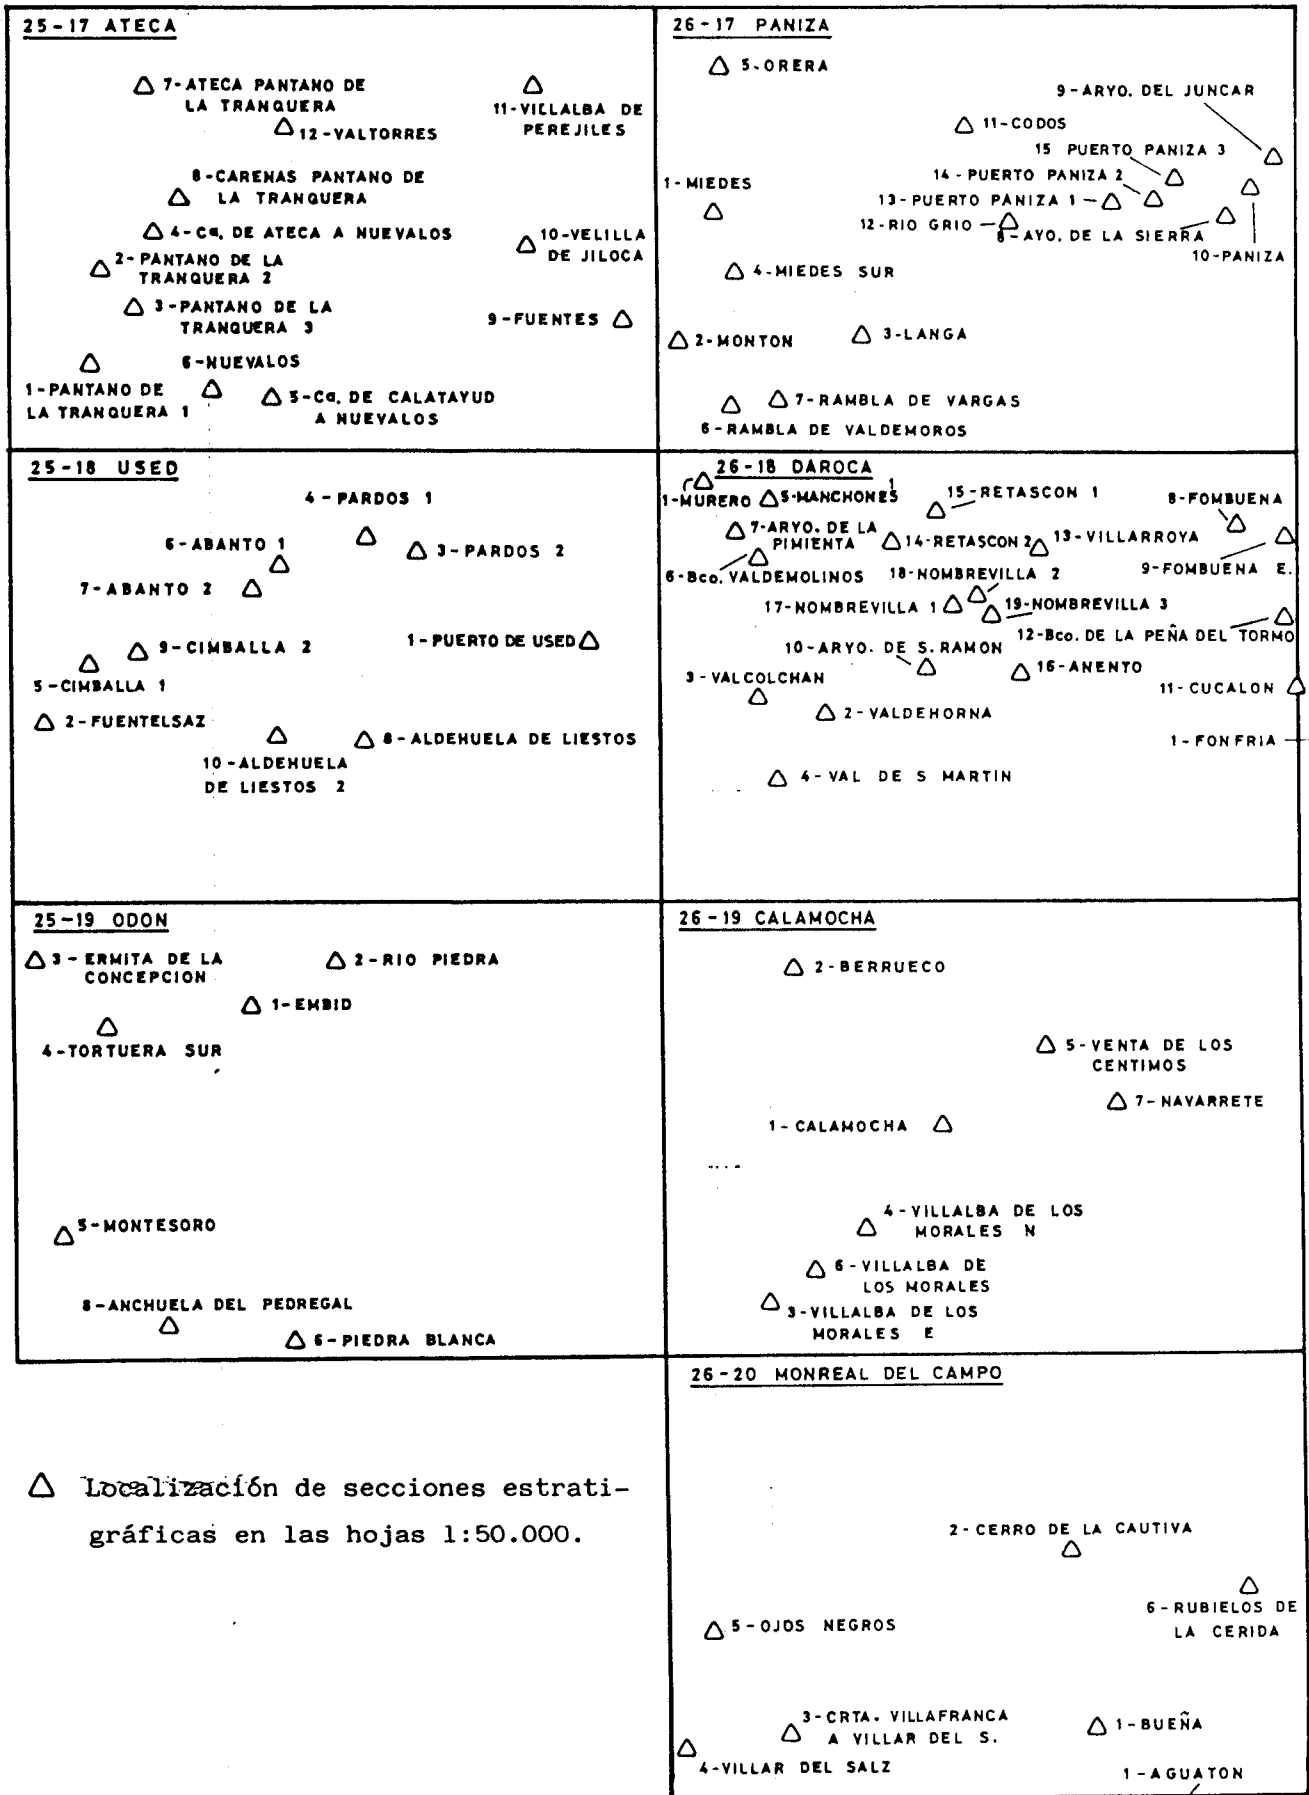 25-17 ATECA
7-ATECA PANTANO DE
LA TRANQUERA
11-VILLALBA DE
PEREJILES
12-VALTORRES
8-CARENAS PANTANO DE
LA TRANQUERA
4-Ca. DE ATECA A NUEVALOS
10-VELILLA
DE JILOCA
2-PANTANO DE LA
TRANQUERA 2
3-PANTANO DE LA
TRANQUERA 3
9-FUENTES
6-NUEVALOS
1-PANTANO DE
LA TRANQUERA 1
5-Ca. DE CALATAYUD
A NUEVALOS
26-17 PANIZA
5-ORERA
9-ARYO. DEL JUNCAR
11-CODOS
15 PUERTO PANIZA 3
1-MIEDES
14-PUERTO PANIZA 2
13-PUERTO PANIZA 1
12-RIO GRIO
8-AYO. DE LA SIERRA
10-PANIZA
4-MIEDES SUR
2-MONTON
3-LANGA
7-RAMBLA DE VARGAS
6-RAMBLA DE VALDEMOROS
25-18 USED
4-PARDOS 1
6-ABANTO 1
3-PARDOS 2
7-ABANTO 2
1-PUERTO DE USED
9-CIMBALLA 2
5-CIMBALLA 1
2-FUENTELSAZ
8-ALDEHUELA DE LIESTOS
10-ALDEHUELA
DE LIESTOS 2
26-18 DAROCA
1-MURERO
5-MANCHONES 1
15-RETASCON 1
8-FOMBUENA
7-ARYO. DE LA
PIMIENTA
14-RETASCON 2
13-VILLARROYA
6-Bco. VALDEMOLINOS
18-NOMBREVILLA 2
9-FOMBUENA E.
17-NOMBREVILLA 1
19-NOMBREVILLA 3
12-Bco. DE LA PEÑA DEL TORMO
10-ARYO. DE S. RAMON
16-ANENTO
3-VALCOLCHAN
11-CUCALON
2-VALDEHORNA
1-FONFRIA
4-VAL DE S MARTIN
25-19 ODON
3-ERMITA DE LA
CONCEPCION
2-RIO PIEDRA
1-EMBID
4-TORTUERA SUR
5-MONTESORO
8-ANCHUELA DEL PEDREGAL
6-PIEDRA BLANCA
26-19 CALAMOCHA
2-BERRUECO
5-VENTA DE LOS
CENTIMOS
7-NAVARRETE
1-CALAMOCHA
4-VILLALBA DE LOS
MORALES N
6-VILLALBA DE
LOS MORALES
3-VILLALBA DE LOS
MORALES E
26-20 MONREAL DEL CAMPO
2-CERRO DE LA CAUTIVA
6-RUBIELOS DE
LA CERIDA
5-OJOS NEGROS
3-CRTA. VILLAFRANCA
A VILLAR DEL S.
1-BUEÑA
4-VILLAR DEL SALZ
1-AGUATON
Localización de secciones estrati-
gráficas en las hojas 1:50.000.